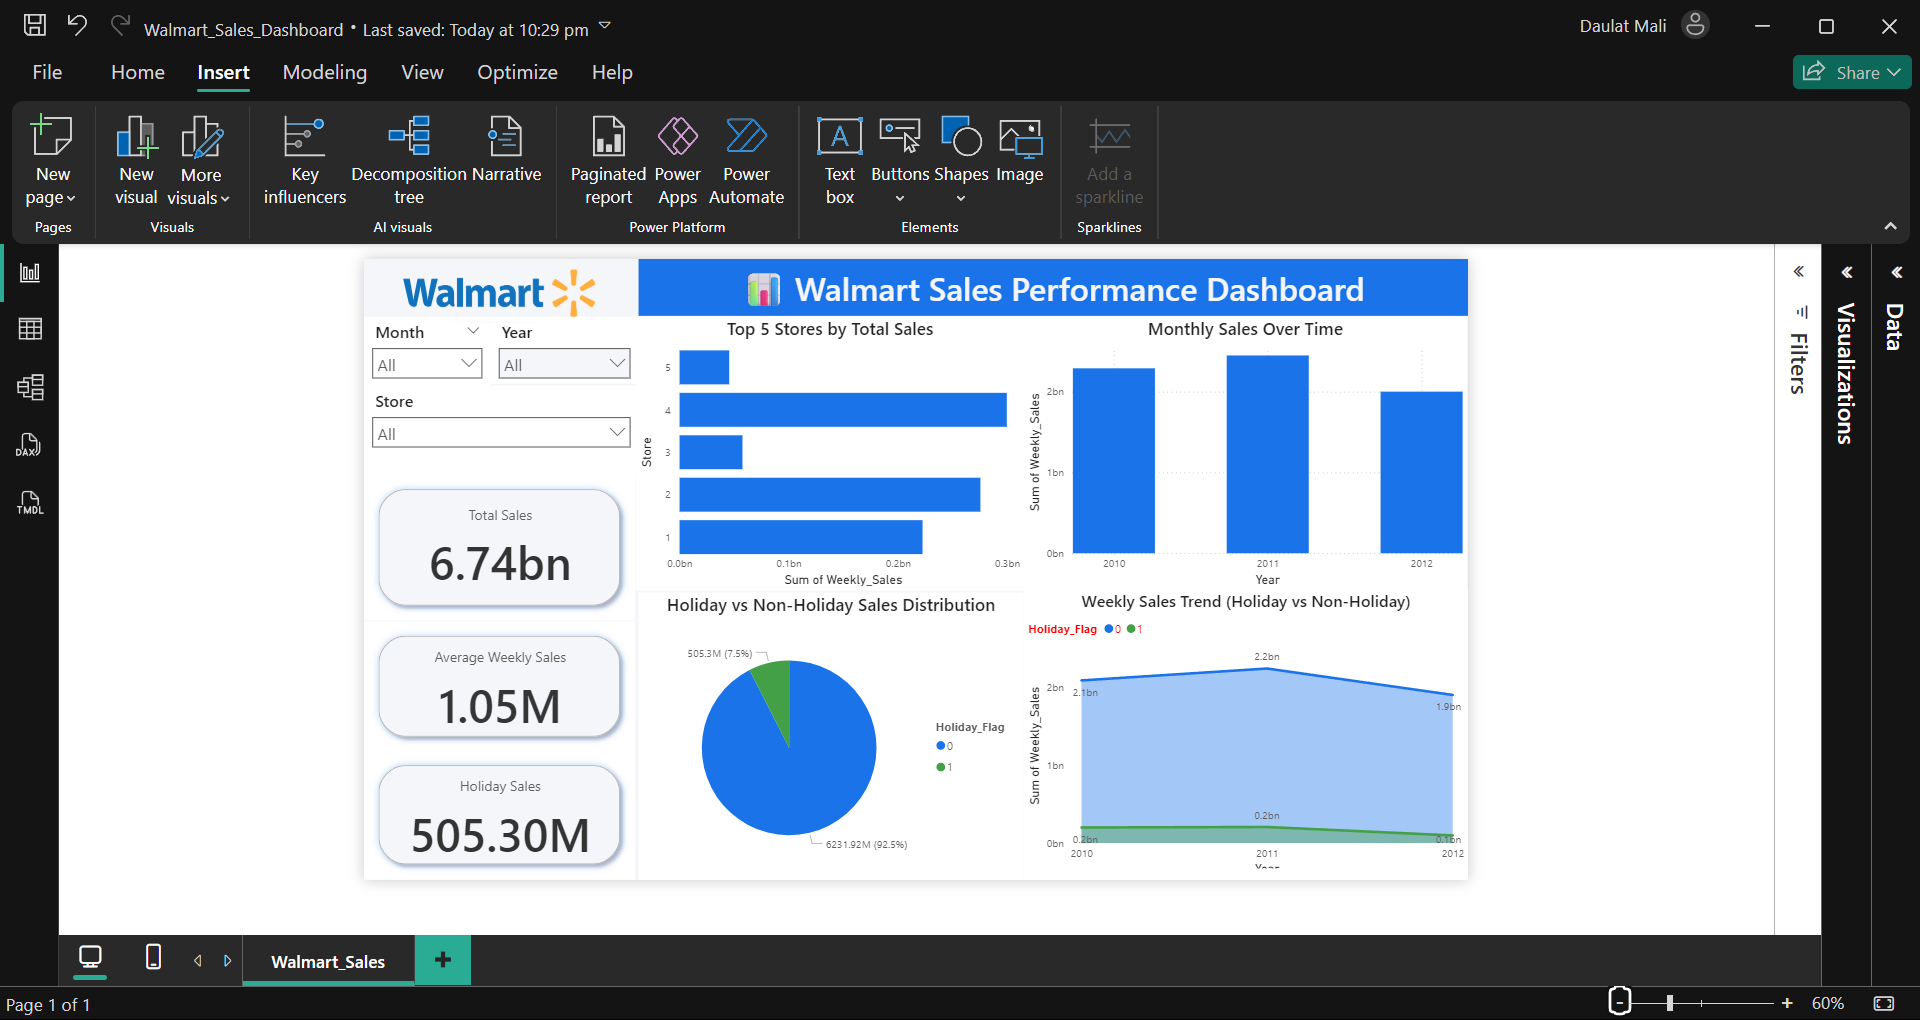 Walmart_Sales_Dashboard • Last saved: Today at 10:29 pm
Daulat Mali
File Home Insert Modeling View Optimize Help
Share
New page
Pages
New visual
More visuals
Visuals
Key influencers
Decomposition tree
Narrative
AI visuals
Paginated report
Power Apps
Power Automate
Power Platform
Text box
Buttons
Shapes
Image
Elements
Add a sparkline
Sparklines
DAX
TMDL
Walmart
Walmart Sales Performance Dashboard
Month
All
Year
All
Store
All
Total Sales
6.74bn
Average Weekly Sales
1.05M
Holiday Sales
505.30M
Top 5 Stores by Total Sales
Store
5
4
3
2
1
0.0bn 0.1bn 0.2bn 0.3bn
Sum of Weekly_Sales
Monthly Sales Over Time
Sum of Weekly_Sales
2bn
1bn
0bn
2010 2011 2012
Year
Holiday vs Non-Holiday Sales Distribution
505.3M (7.5%)
6231.92M (92.5%)
Holiday_Flag
0
1
Weekly Sales Trend (Holiday vs Non-Holiday)
Holiday_Flag 0 1
Sum of Weekly_Sales
2bn
1bn
0bn
2.1bn
2.2bn
1.9bn
0.2bn
0.2bn
0.1bn
2010 2011 2012
Year
Filters
Visualizations
Data
Walmart_Sales
Page 1 of 1
60%